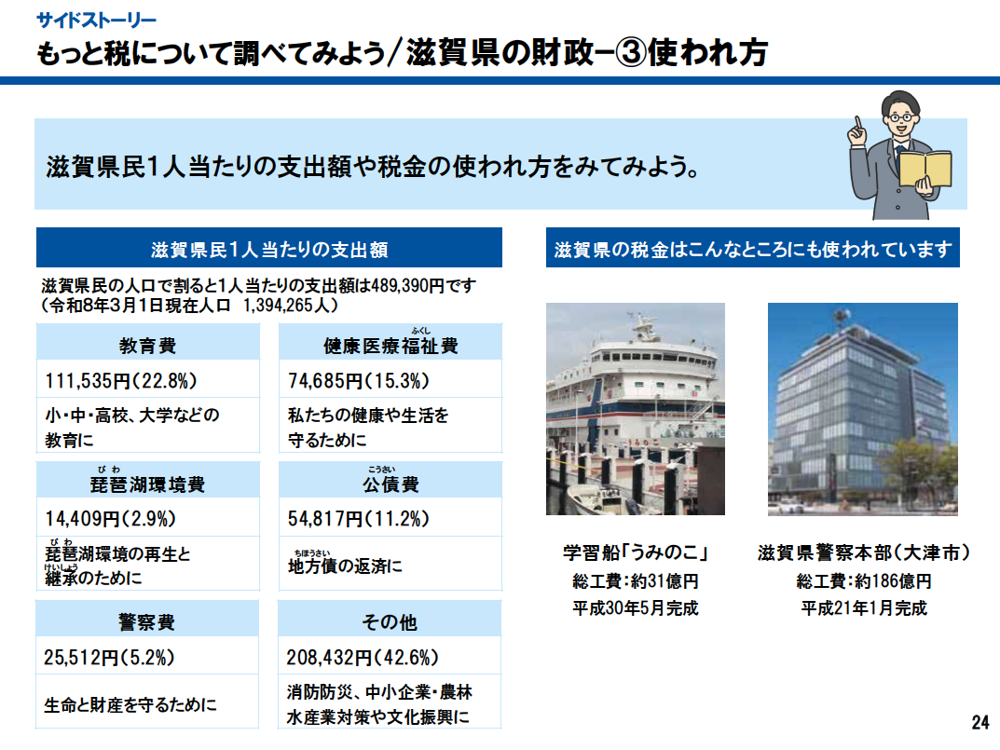 サイドストーリー
もっと税について調べてみよう/滋賀県の財政-③使われ方
滋賀県民1人当たりの支出額や税金の使われ方をみてみよう。
滋賀県民1人当たりの支出額
滋賀県民の人口で割ると1人当たりの支出額は489,390円です
(令和8年3月1日現在人口 1,394,265人)
教育費
111,535円(22.8%)
小・中・高校、大学などの
教育に
ふくし
健康医療福祉費
74,685円(15.3%)
私たちの健康や生活を
守るために
びわ
琵琶湖環境費
14,409円(2.9%)
びわ
琵琶湖環境の再生と
けいしょう
継承のために
こうさい
公債費
54,817円(11.2%)
ちほうさい
地方債の返済に
警察費
25,512円(5.2%)
生命と財産を守るために
その他
208,432円(42.6%)
消防防災、中小企業・農林
水産業対策や文化振興に
滋賀県の税金はこんなところにも使われています
うみのこ
学習船「うみのこ」
総工費:約31億円
平成30年5月完成
滋賀県警察本部(大津市)
総工費:約186億円
平成21年1月完成
24